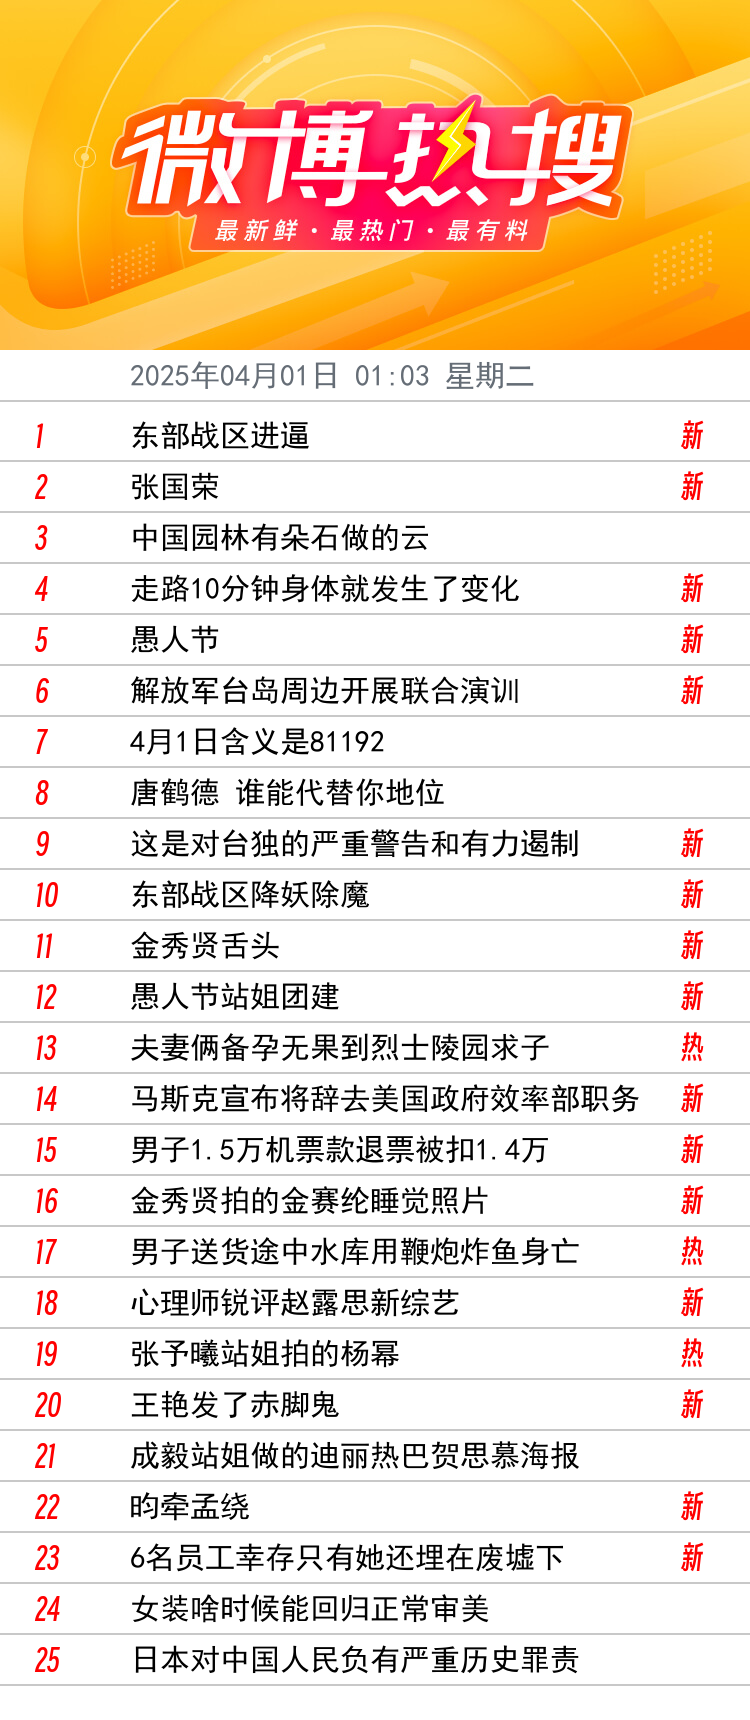 微博热搜
最新鲜·最热门·最有料
2025年04月01日 01:03 星期二
1 东部战区进逼 新
2 张国荣 新
3 中国园林有朵石做的云
4 走路10分钟身体就发生了变化 新
5 愚人节 新
6 解放军台岛周边开展联合演训 新
7 4月1日含义是81192
8 唐鹤德 谁能代替你地位
9 这是对台独的严重警告和有力遏制 新
10 东部战区降妖除魔 新
11 金秀贤舌头 新
12 愚人节站姐团建 新
13 夫妻俩备孕无果到烈士陵园求子 热
14 马斯克宣布将辞去美国政府效率部职务 新
15 男子1.5万机票款退票被扣1.4万 新
16 金秀贤拍的金赛纶睡觉照片 新
17 男子送货途中水库用鞭炮炸鱼身亡 热
18 心理师锐评赵露思新综艺 新
19 张予曦站姐拍的杨幂 热
20 王艳发了赤脚鬼 新
21 成毅站姐做的迪丽热巴贺思慕海报
22 昀牵孟绕 新
23 6名员工幸存只有她还埋在废墟下 新
24 女装啥时候能回归正常审美
25 日本对中国人民负有严重历史罪责